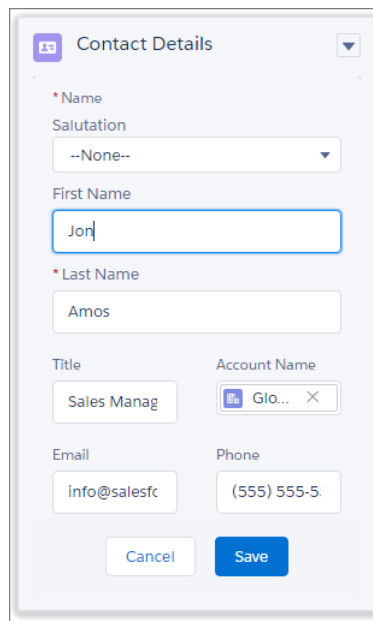 Contact Details
* Name
Salutation
--None--
First Name
Jon
* Last Name
Amos
Title Account Name
Sales Manag Glo...
Email Phone
info@salesfc (555) 555-5
Cancel Save